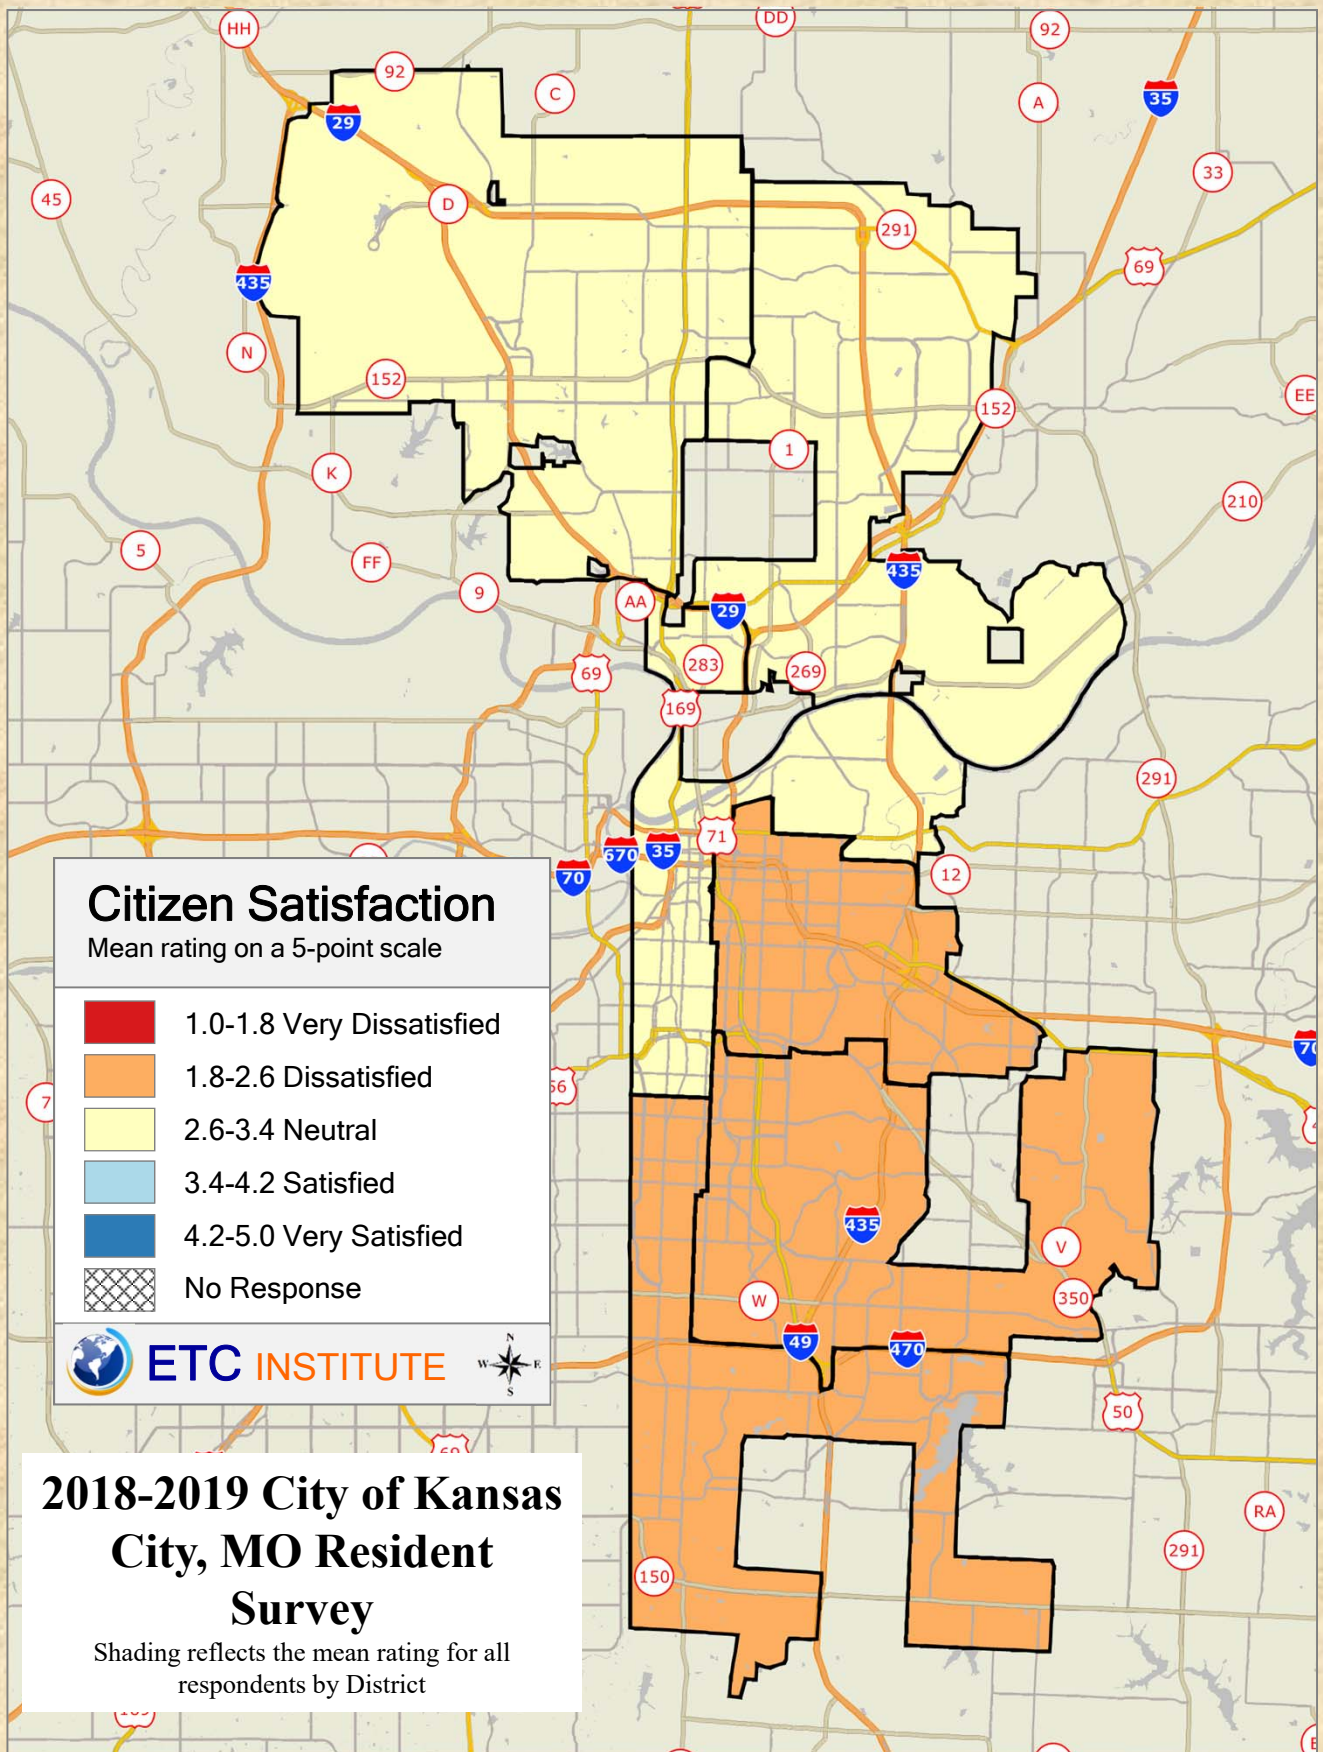 HH
DD
92
92
C
A
35
29
33
45
D
291
69
435
N
152
EE
152
1
K
210
5
FF
435
9
AA
29
283
269
69
169
291
71
670
35
70
12
Citizen Satisfaction
Mean rating on a 5-point scale
1.0-1.8 Very Dissatisfied
1.8-2.6 Dissatisfied
2.6-3.4 Neutral
3.4-4.2 Satisfied
4.2-5.0 Very Satisfied
No Response
ETC INSTITUTE
N
W E
S
70
7
56
435
V
W
350
49
470
50
69
2018-2019 City of Kansas
City, MO Resident
Survey
Shading reflects the mean rating for all
respondents by District
RA
291
150
169